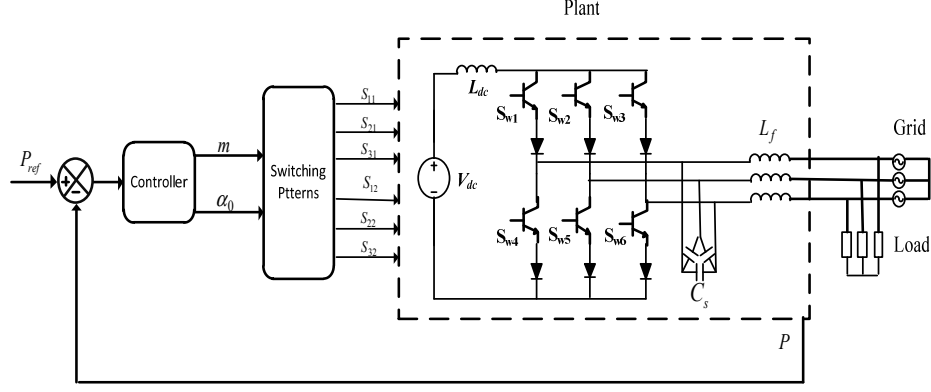 Plant
P_ref
+
-
Controller
m
α_0
Switching
Ptterns
S_11
S_21
S_31
S_12
S_22
S_32
+
-
V_dc
L_dc
S_w1
S_w2
S_w3
S_w4
S_w5
S_w6
C_s
L_f
Grid
Load
P